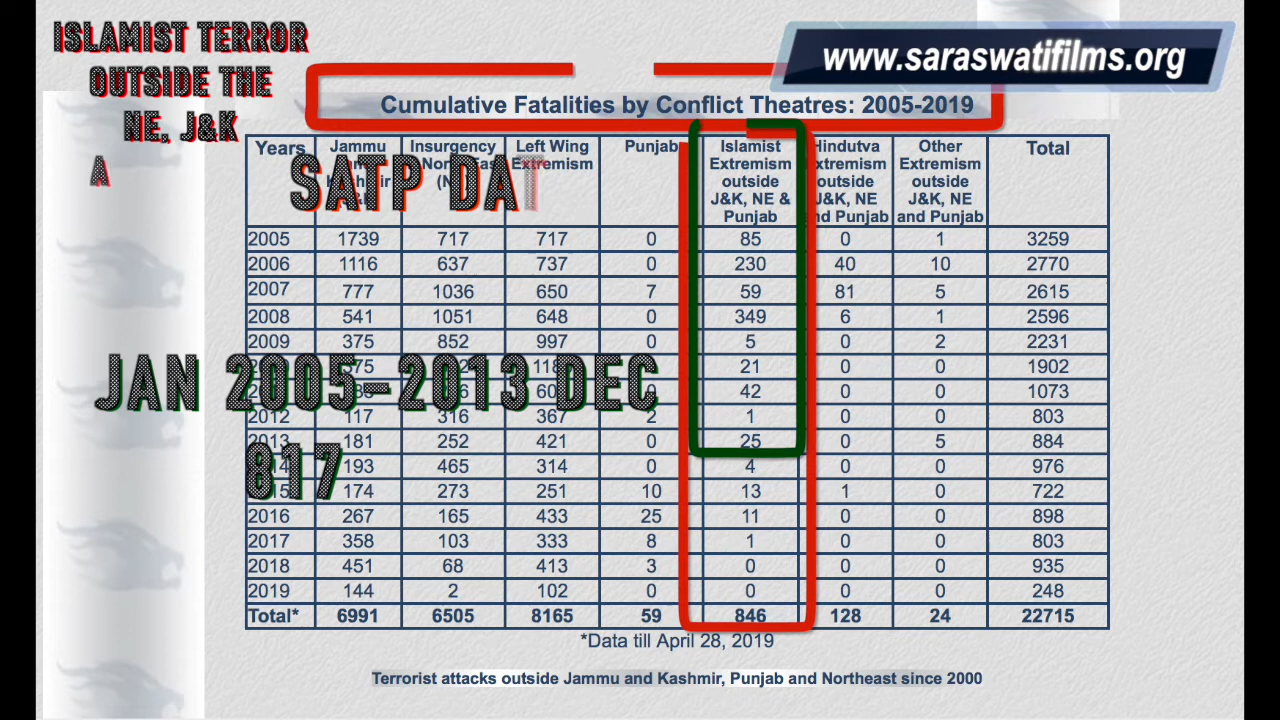 ISLAMIST TERROR
OUTSIDE THE
NE, J&K
A
www.saraswatifilms.org
Cumulative Fatalities by Conflict Theatres: 2005-2019
SATP DAT
JAN 2005-2013 DEC
817
Years Jammu Insurgency Left Wing Extremism Punjab Islamist Extremism outside J&K, NE & Punjab Hindutva Extremism outside J&K, NE and Punjab Other Extremism outside J&K, NE and Punjab Total
2005 1739 717 717 0 85 0 1 3259
2006 1116 637 737 0 230 40 10 2770
2007 777 1036 650 7 59 81 5 2615
2008 541 1051 648 0 349 6 1 2596
2009 375 852 997 0 5 0 2 2231
21 0 0 1902
42 0 0 1073
2012 117 316 367 2 1 0 0 803
2013 181 252 421 0 25 0 5 884
193 465 314 0 4 0 0 976
174 273 251 10 13 1 0 722
2016 267 165 433 25 11 0 0 898
2017 358 103 333 8 1 0 0 803
2018 451 68 413 3 0 0 0 935
2019 144 2 102 0 0 0 0 248
Total* 6991 6505 8165 59 846 128 24 22715
*Data till April 28, 2019
Terrorist attacks outside Jammu and Kashmir, Punjab and Northeast since 2000